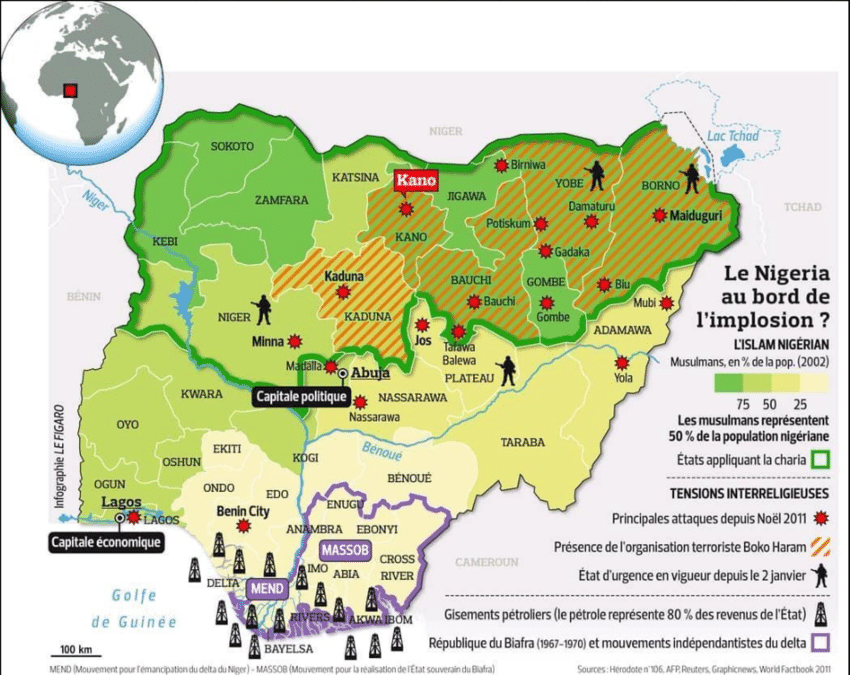 NIGER
Lac Tchad
TCHAD
Niger
BÉNIN
SOKOTO
KATSINA
Birniwa
Kano
JIGAWA
YOBE
BORNO
ZAMFARA
Damaturu
Potiskum
Maiduguri
KANO
KEBI
Gadaka
BAUCHI
Kaduna
GOMBE
Biu
Bauchi
Mubi
Gombe
NIGER
KADUNA
Jos
ADAMAWA
Minna
Tafawa
Balewa
Madalla
Abuja
PLATEAU
Yola
Capitale politique
KWARA
NASSARAWA
Nassarawa
OYO
TARABA
EKITI
Bénoué
OSHUN
KOGI
BÉNOUÉ
OGUN
ONDO
EDO
Lagos
LAGOS
Benin City
ENUGU
ANAMBRA
EBONYI
Capitale économique
MASSOB
CROSS
RIVER
CAMEROUN
IMO
ABIA
DELTA
MEND
Golfe
de Guinée
RIVERS
AKWA IBOM
BAYELSA
100 km
Le Nigeria
au bord de
l'implosion ?
L'ISLAM NIGÉRIAN
Musulmans, en % de la pop. (2002)
75 50 25
Les musulmans représentent
50 % de la population nigériane
États appliquant la charia
TENSIONS INTERRELIGIEUSES
Principales attaques depuis Noël 2011
Présence de l'organisation terroriste Boko Haram
État d'urgence en vigueur depuis le 2 janvier
Gisements pétroliers (le pétrole représente 80 % des revenus de l'État)
République du Biafra (1967-1970) et mouvements indépendantistes du delta
Infographie LE FIGARO
MEND (Mouvement pour l'émancipation du delta du Niger) - MASSOB (Mouvement pour la réalisation de l'État souverain du Biafra)
Sources : Hérodote n°106, AFP, Reuters, Graphicnews, World Factbook 2011